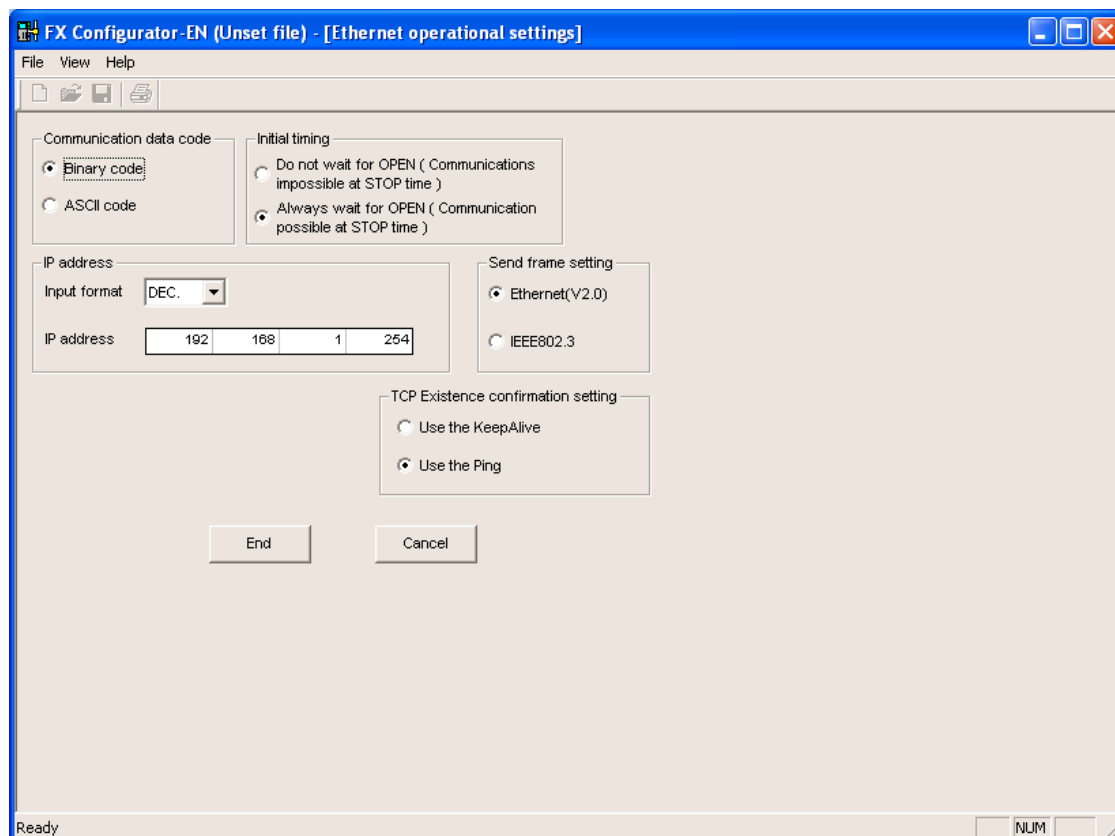 FX Configurator-EN (Unset file) - [Ethernet operational settings]
File View Help
Communication data code
Binary code
ASCII code
Initial timing
Do not wait for OPEN ( Communications
impossible at STOP time )
Always wait for OPEN ( Communication
possible at STOP time )
IP address
Input format DEC.
IP address 192 168 1 254
Send frame setting
Ethernet(V2.0)
IEEE802.3
TCP Existence confirmation setting
Use the KeepAlive
Use the Ping
End Cancel
Ready NUM